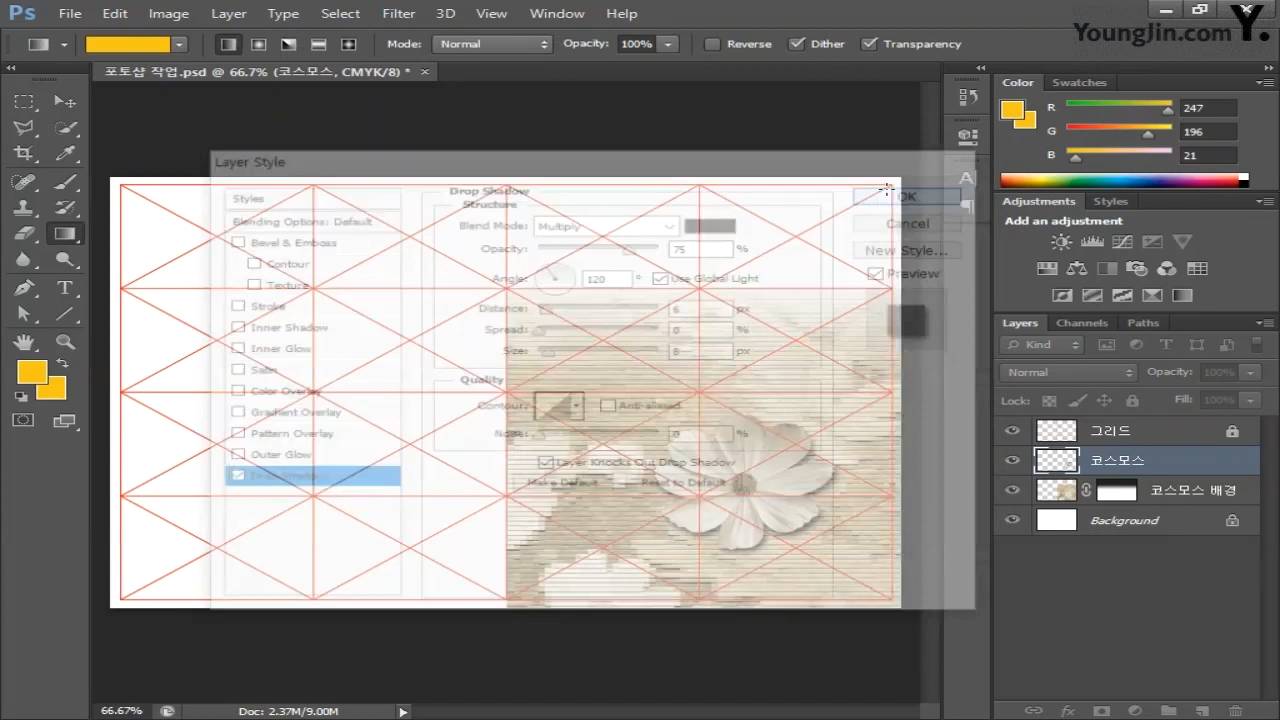 Ps File Edit Image Layer Type Select Filter 3D View Window Help
YoungJin.com Y.
Mode: Normal Opacity: 100% Reverse Dither Transparency
포토샵 작업.psd @ 66.7% (코스모스, CMYK/8) * ×
Color Swatches
R 247
G 196
B 21
Layer Style
Styles
Blending Options: Default
Bevel & Emboss
Contour
Texture
Stroke
Inner Shadow
Inner Glow
Satin
Color Overlay
Gradient Overlay
Pattern Overlay
Outer Glow
Drop Shadow
Drop Shadow
Structure
Blend Mode: Multiply
Opacity: 75 %
Angle: 120 ° Use Global Light
Distance: 6 px
Spread: 0 %
Size: 8 px
Quality
Contour: Anti-aliased
Noise: 0 %
Layer Knocks Out Drop Shadow
Make Default Reset to Default
OK
Cancel
New Style...
Preview
Adjustments Styles
Add an adjustment
Layers Channels Paths
Kind
Normal Opacity: 100%
Lock: Fill: 100%
그리드
코스모스
코스모스 배경
Background
66.67% Doc: 2.37M/9.00M